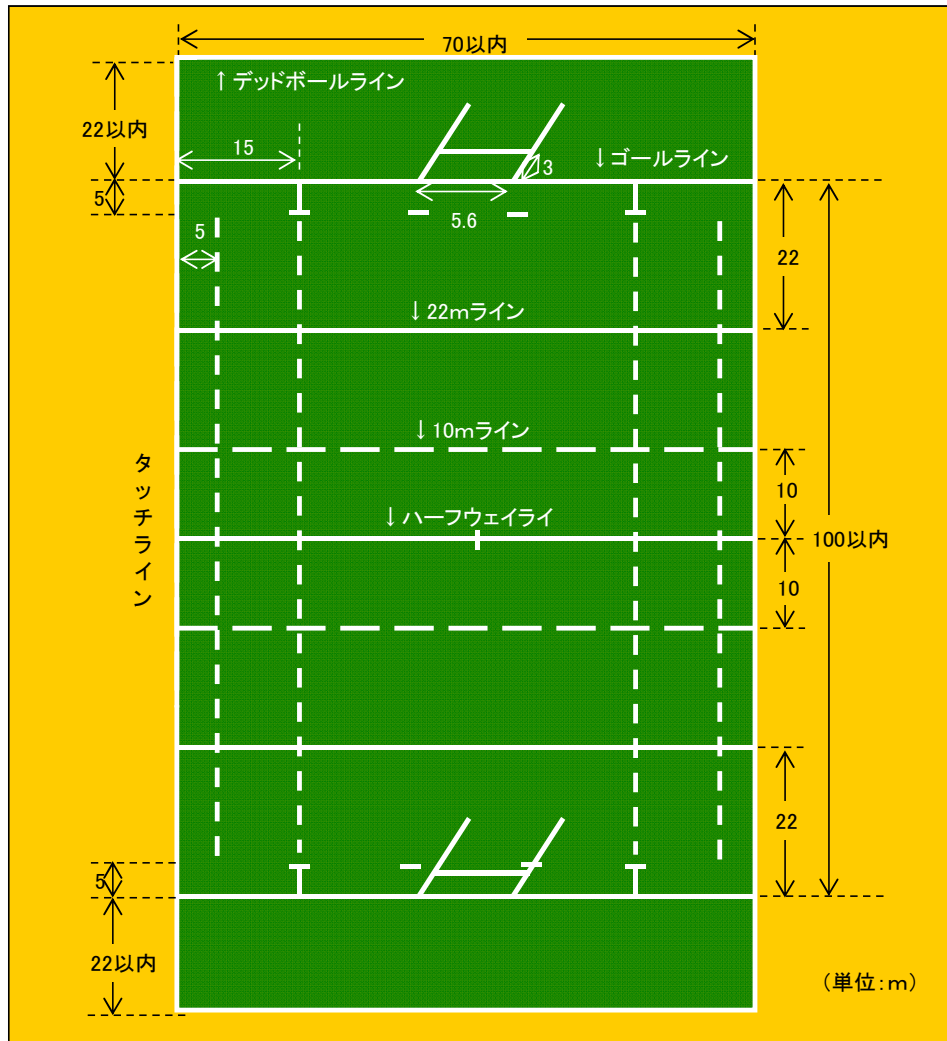 70以内
↑デッドボールライン
22以内
15
↓ゴールライン
3
5
5.6
5
22
↓22mライン
↓10mライン
10
タッチライン
↓ハーフウェイライ
100以内
10
22
5
22以内
(単位:m)